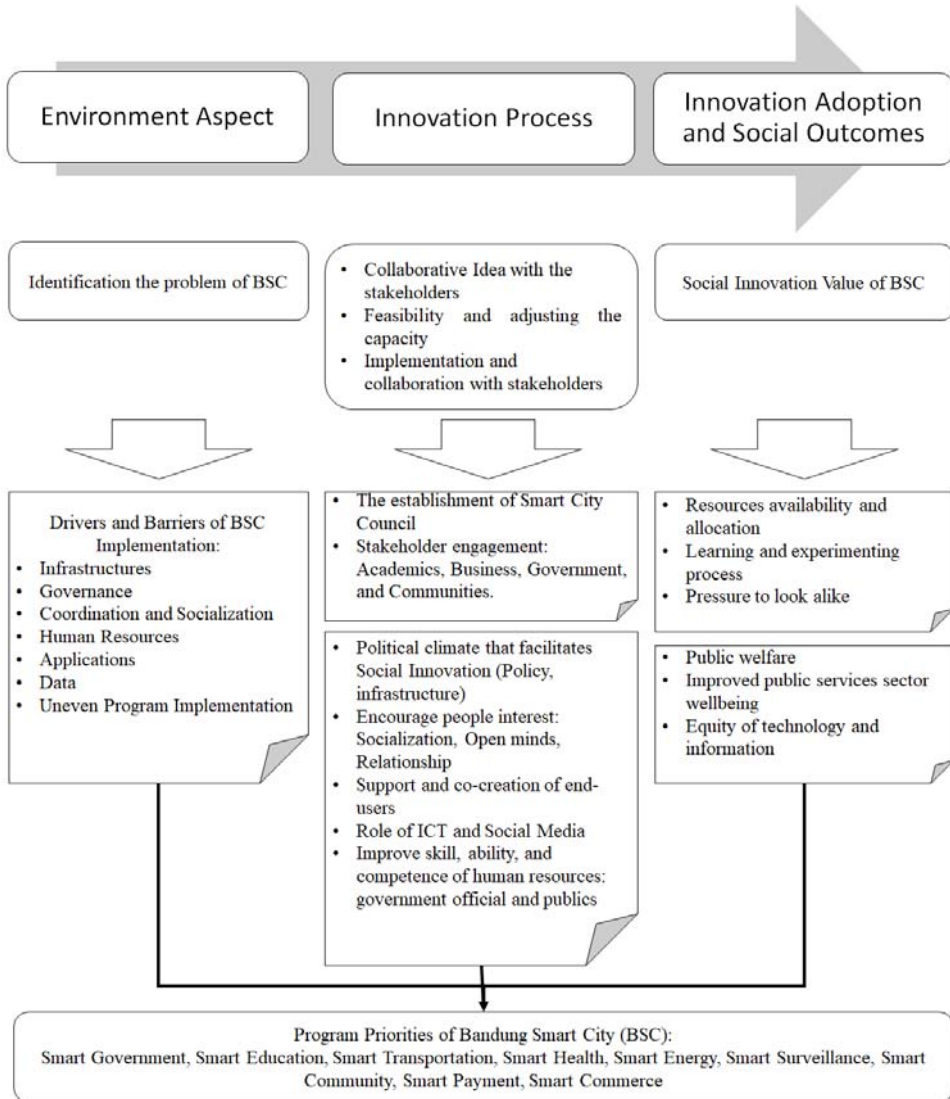 Environment Aspect
Innovation Process
Innovation Adoption
and Social Outcomes
Identification the problem of BSC
• Collaborative Idea with the
stakeholders
• Feasibility and adjusting the
capacity
• Implementation and
collaboration with stakeholders
Social Innovation Value of BSC
Drivers and Barriers of BSC
Implementation:
• Infrastructures
• Governance
• Coordination and Socialization
• Human Resources
• Applications
• Data
• Uneven Program Implementation
• The establishment of Smart City
Council
• Stakeholder engagement:
Academics, Business, Government,
and Communities.
• Political climate that facilitates
Social Innovation (Policy,
infrastructure)
• Encourage people interest:
Socialization, Open minds,
Relationship
• Support and co-creation of end-
users
• Role of ICT and Social Media
• Improve skill, ability, and
competence of human resources:
government official and publics
• Resources availability and
allocation
• Learning and experimenting
process
• Pressure to look alike
• Public welfare
• Improved public services sector
wellbeing
• Equity of technology and
information
Program Priorities of Bandung Smart City (BSC):
Smart Government, Smart Education, Smart Transportation, Smart Health, Smart Energy, Smart Surveillance, Smart
Community, Smart Payment, Smart Commerce